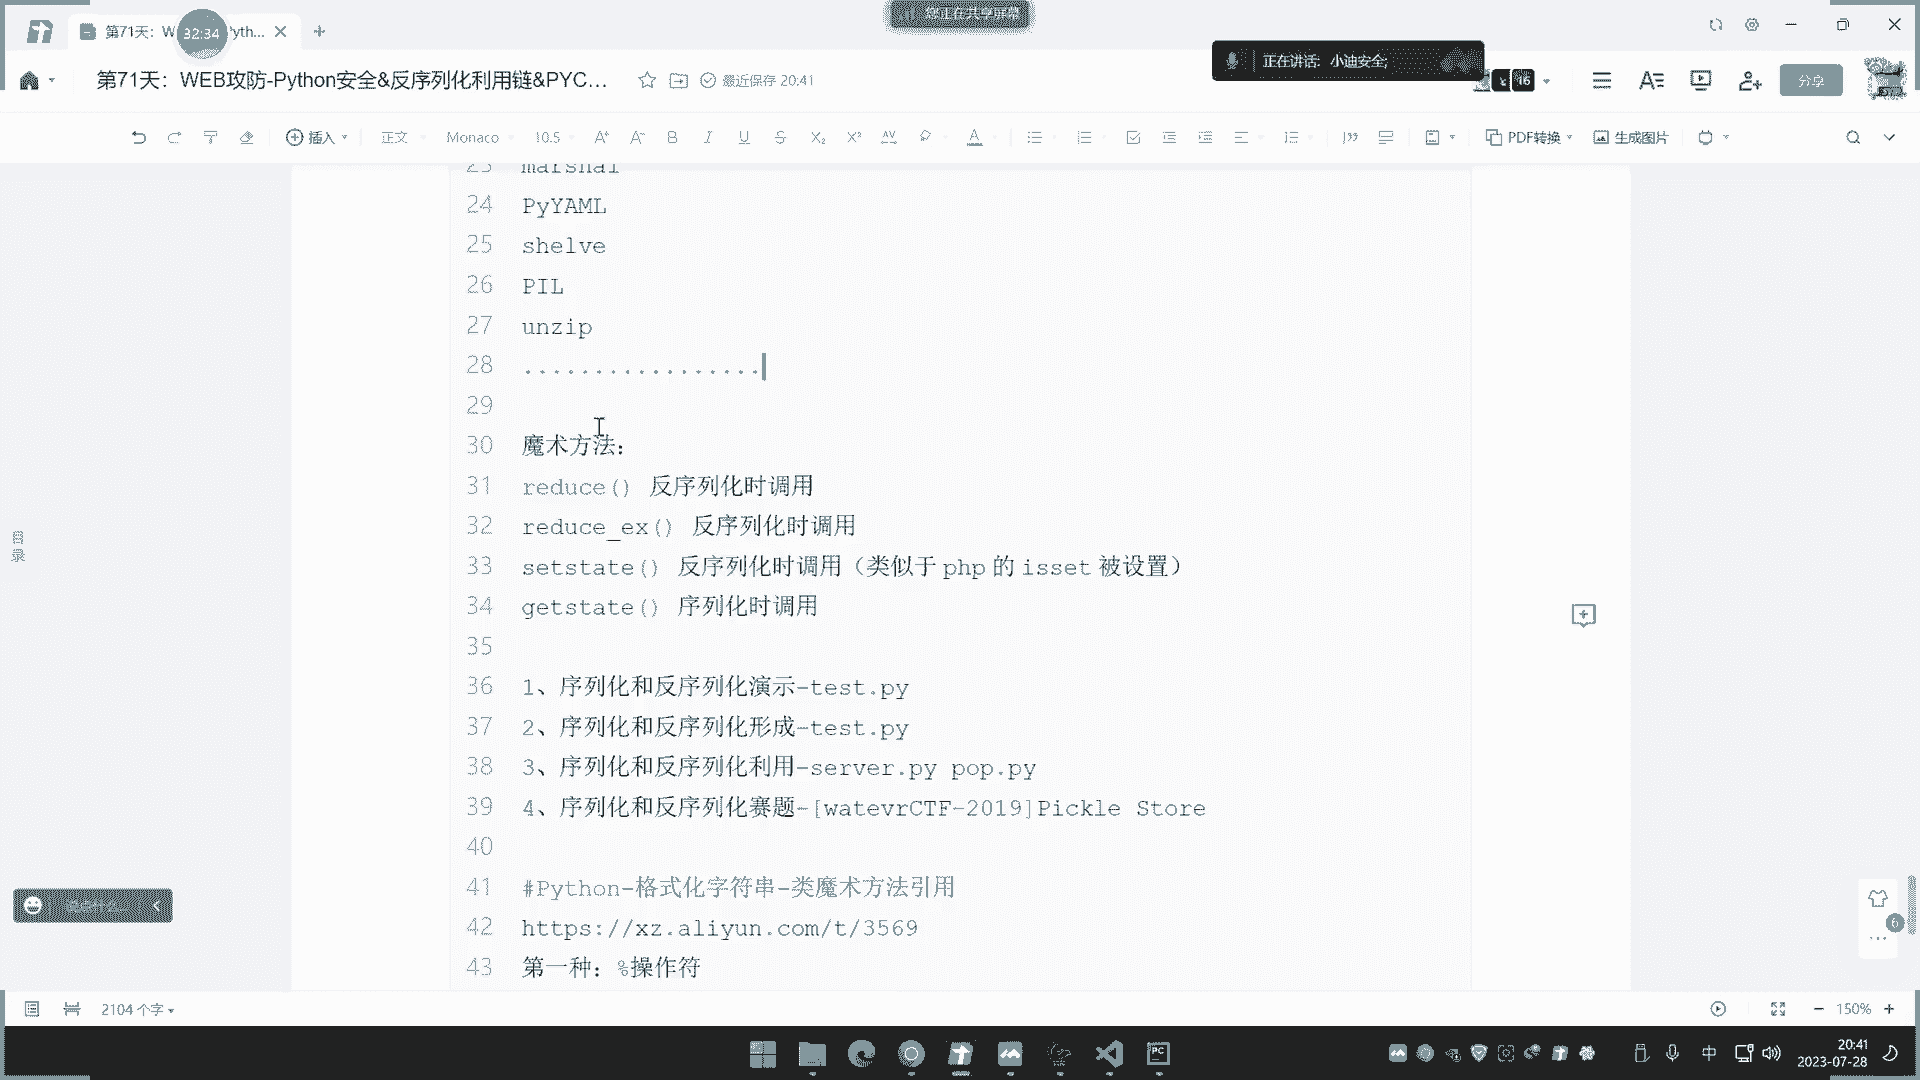 您正在共享屏幕
第71天：W
32:34
yth...
正在讲话: 小迪安全;
第71天：WEB攻防-Python安全&反序列化利用链&PYC...
最近保存 20:41
16
分享
插入
正文
Monaco
10.5
PDF转换
生成图片
23 marshal
24 PyYAML
25 shelve
26 PIL
27 unzip
28 .................
29
30 魔术方法：
31 reduce() 反序列化时调用
32 reduce_ex() 反序列化时调用
33 setstate() 反序列化时调用（类似于 php 的 isset 被设置）
34 getstate() 序列化时调用
35
36 1、序列化和反序列化演示-test.py
37 2、序列化和反序列化形成-test.py
38 3、序列化和反序列化利用-server.py pop.py
39 4、序列化和反序列化赛题-[watevrCTF-2019]Pickle Store
40
41 #Python-格式化字符串-类魔术方法引用
42 https://xz.aliyun.com/t/3569
43 第一种：%操作符
目录
说点什么...
6
2104 个字
150%
中
20:41
2023-07-28